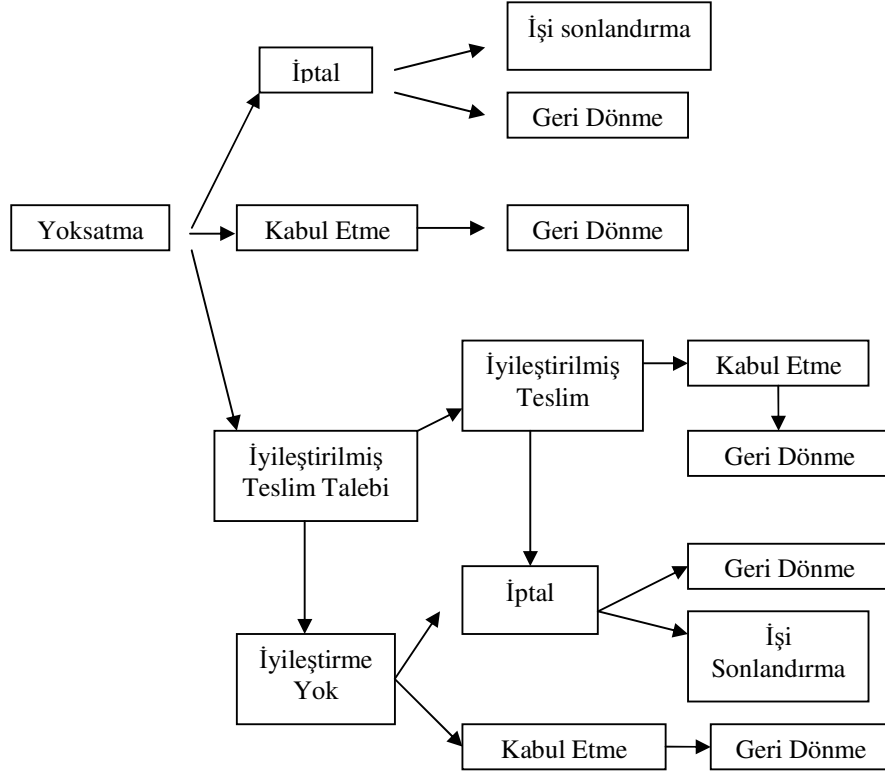 İşi sonlandırma
İptal
Geri Dönme
Yoksatma
Kabul Etme
Geri Dönme
İyileştirilmiş
Teslim
Kabul Etme
Geri Dönme
İyileştirilmiş
Teslim Talebi
Geri Dönme
İptal
İşi
Sonlandırma
İyileştirme
Yok
Kabul Etme
Geri Dönme